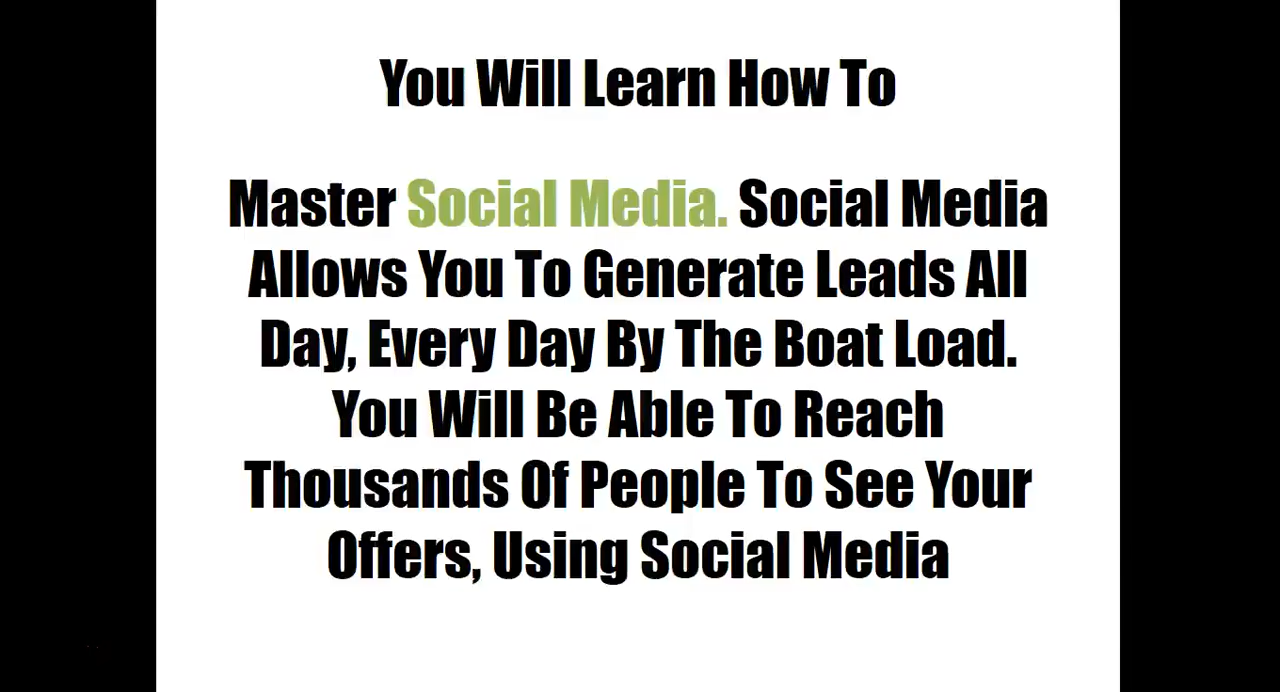 You Will Learn How To
Master Social Media. Social Media
Allows You To Generate Leads All
Day, Every Day By The Boat Load.
You Will Be Able To Reach
Thousands Of People To See Your
Offers, Using Social Media